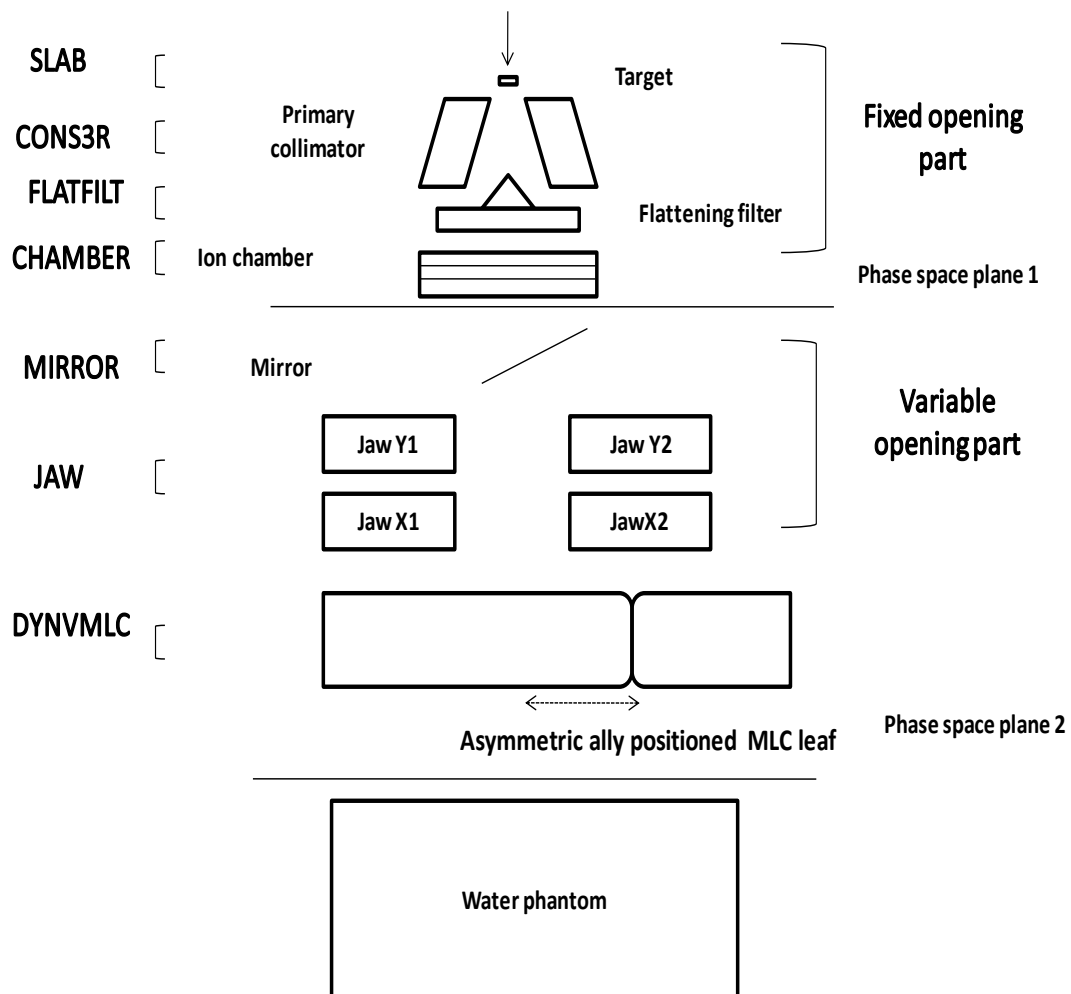 SLAB
Target
Primary
collimator
Fixed opening
part
CONS3R
FLATFILT
Flattening filter
CHAMBER
Ion chamber
Phase space plane 1
MIRROR
Mirror
Variable
opening part
Jaw Y1
Jaw Y2
JAW
Jaw X1
JawX2
DYNVMLC
Asymmetric ally positioned MLC leaf
Phase space plane 2
Water phantom